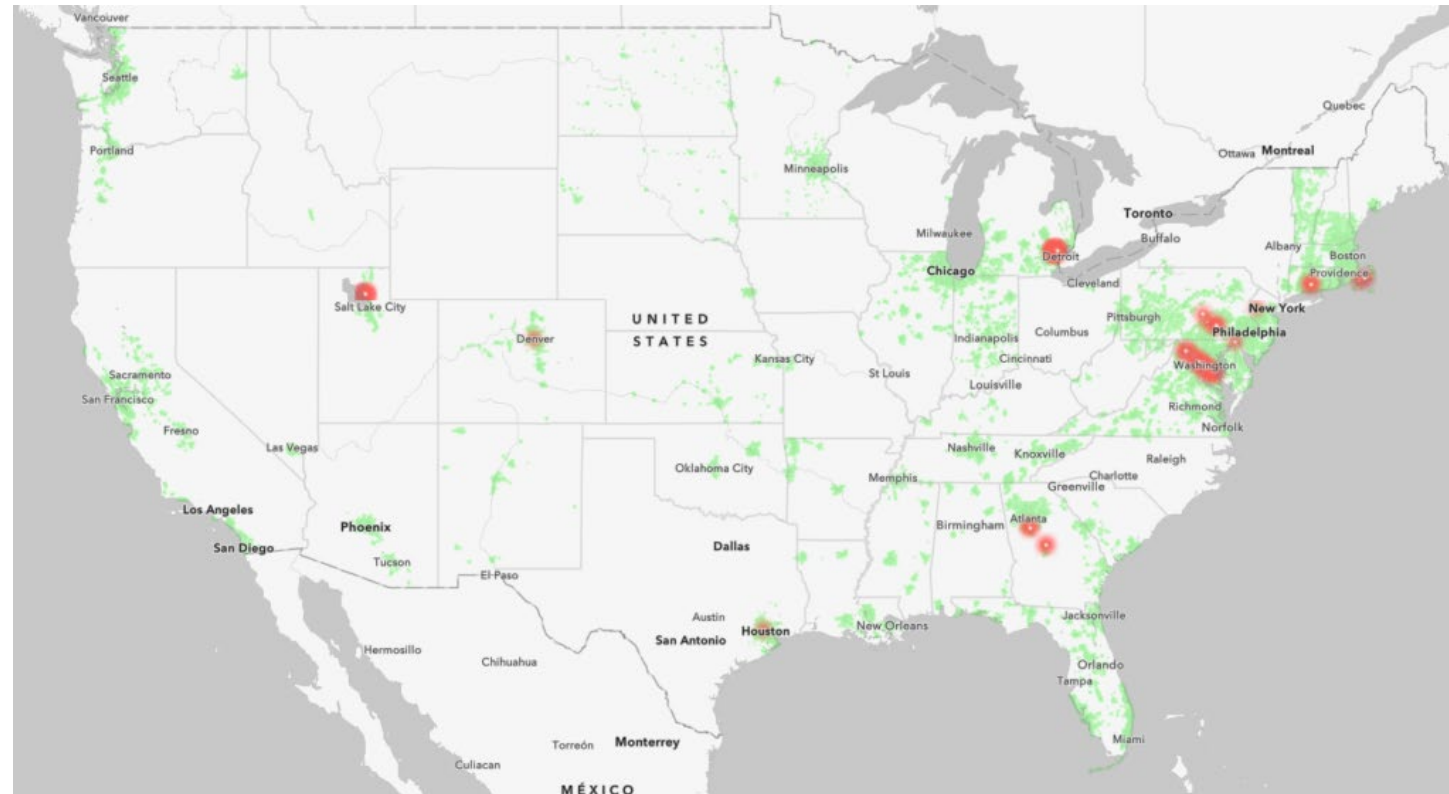 Vancouver
Seattle
Portland
Quebec
Ottawa
Montreal
Minneapolis
Toronto
Milwaukee
Buffalo
Albany
Boston
Detroit
Chicago
Providence
Cleveland
Salt Lake City
New York
UNITED
STATES
Pittsburgh
Philadelphia
Denver
Indianapolis
Columbus
Kansas City
Cincinnati
Washington
Sacramento
St Louis
Louisville
San Francisco
Richmond
Fresno
Norfolk
Las Vegas
Nashville
Knoxville
Raleigh
Oklahoma City
Memphis
Charlotte
Greenville
Los Angeles
Phoenix
Birmingham
Atlanta
San Diego
Dallas
Tucson
El Paso
Austin
Jacksonville
Houston
New Orleans
San Antonio
Hermosillo
Chihuahua
Orlando
Tampa
Torreón
Monterrey
Miami
Culiacan
MÉXICO